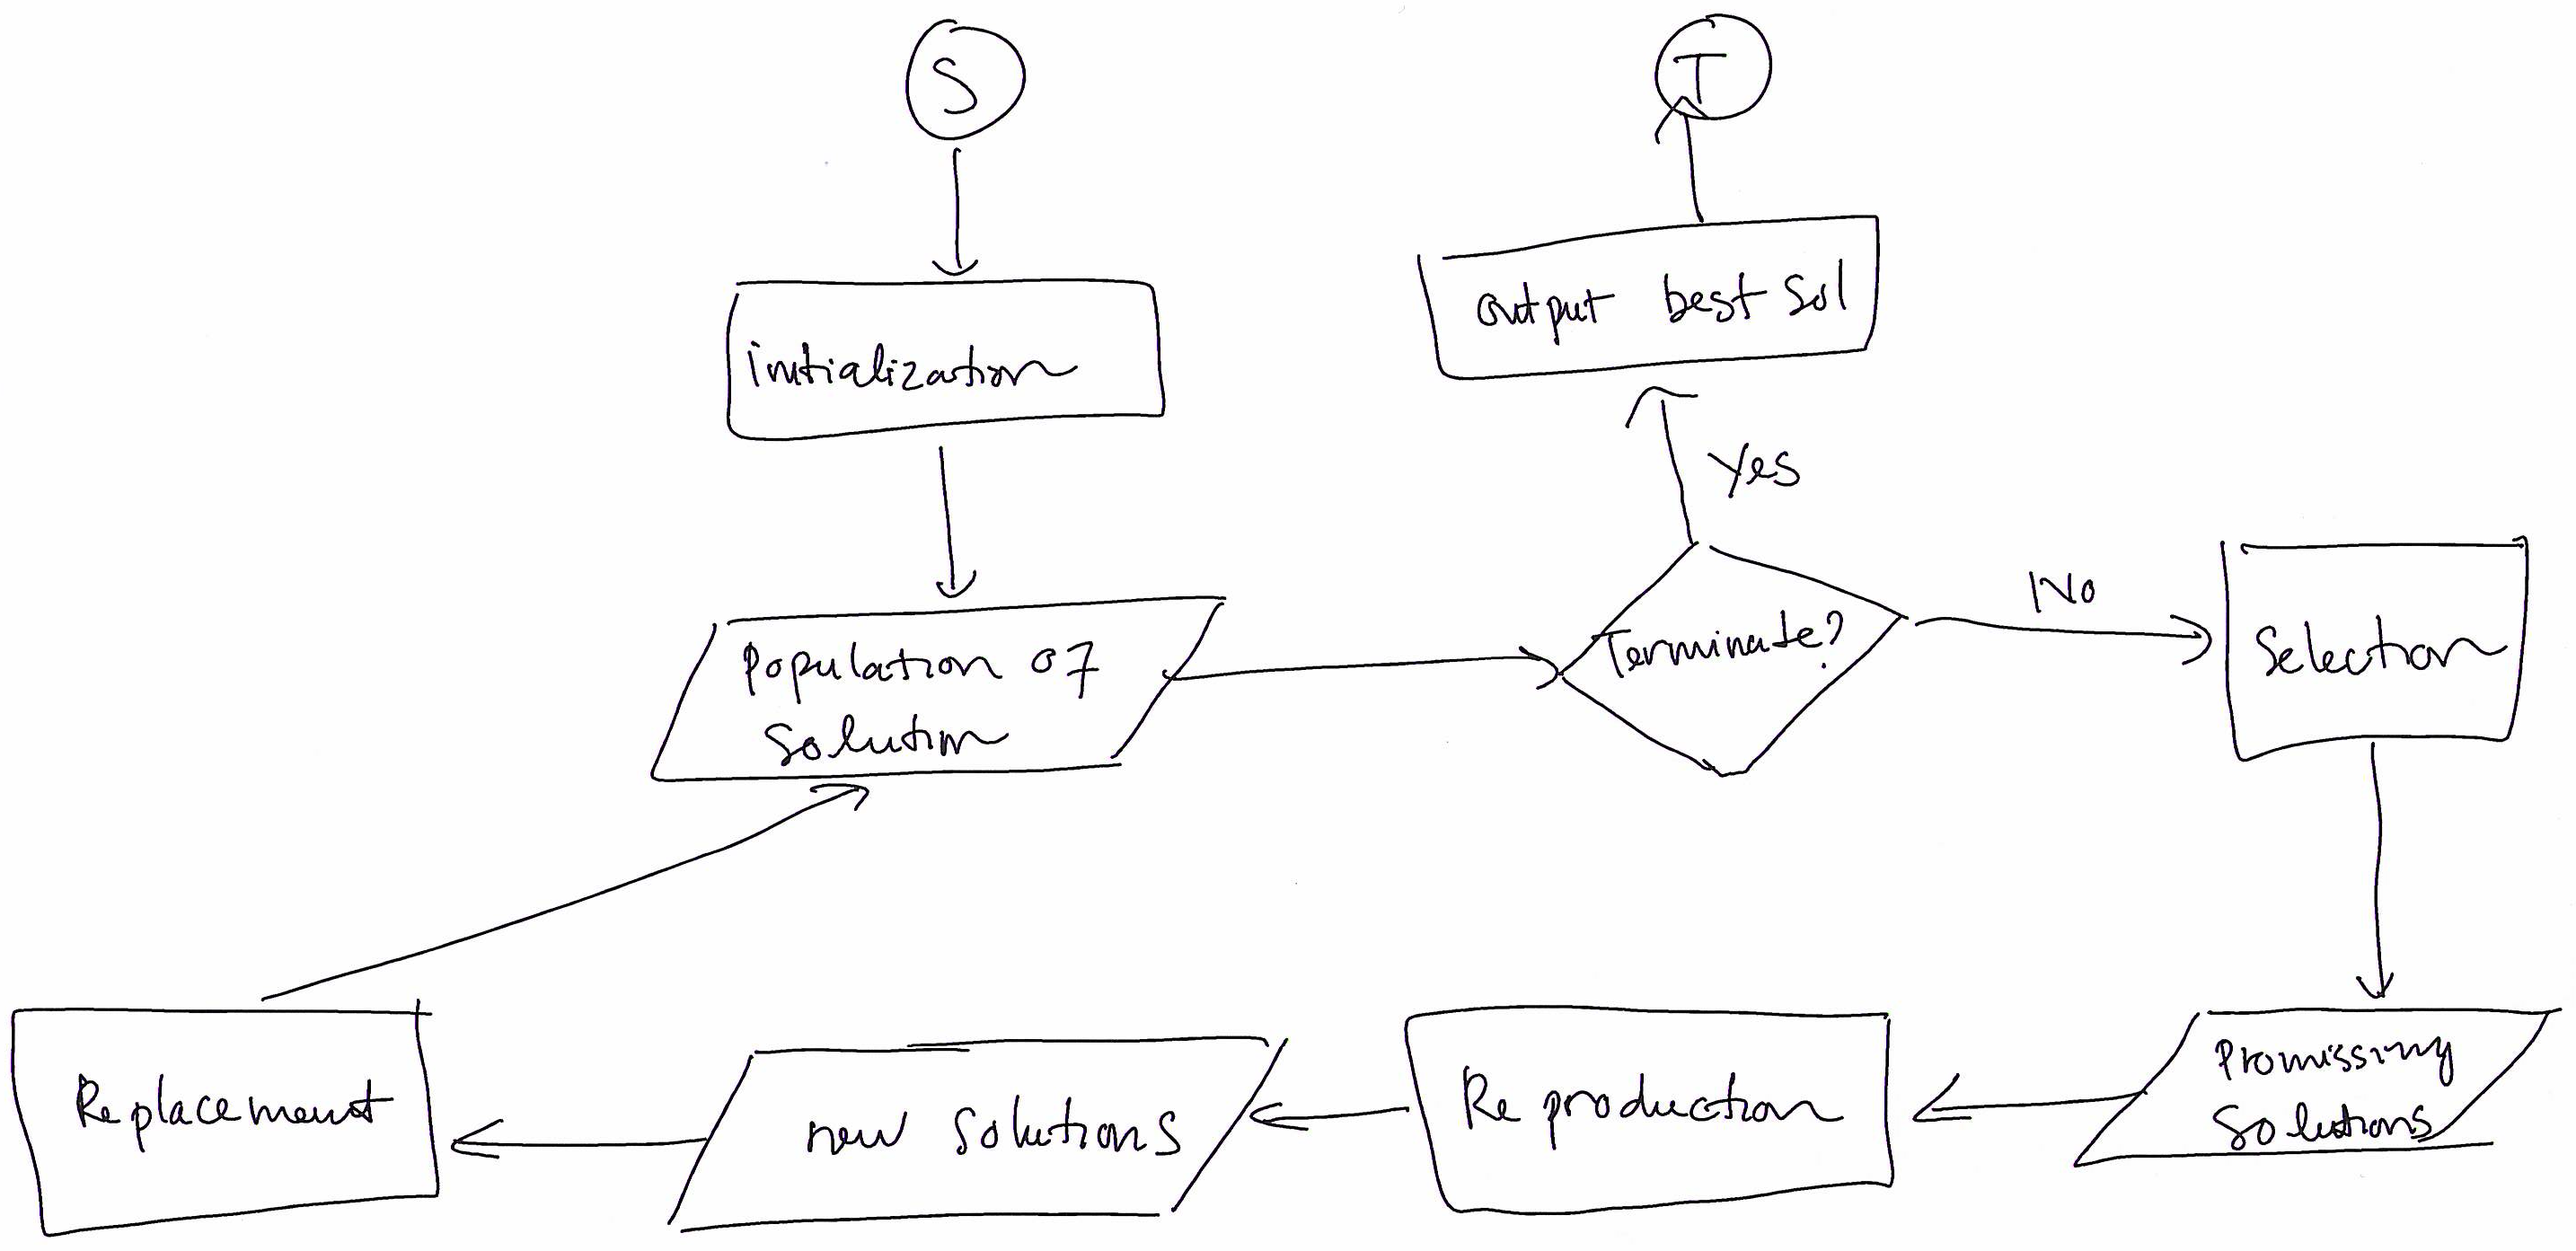 S
T
initialization
output best Sol
Yes
Population of
Solution
Terminate?
No
Selection
Promissing
Solutions
Reproduction
new solutions
Replacement